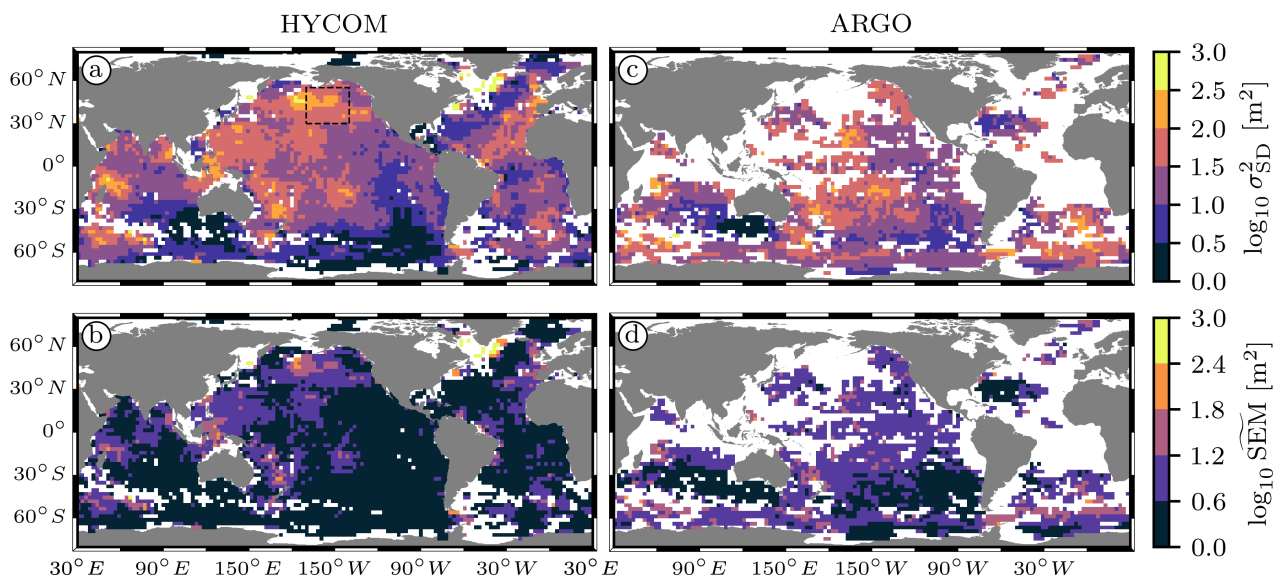 HYCOM
ARGO
a
c
60° N
30° N
0°
30° S
60° S
3.0
2.5
2.0
1.5
1.0
0.5
0.0
log₁₀ σ²_SD [m²]
b
d
60° N
30° N
0°
30° S
60° S
3.0
2.4
1.8
1.2
0.6
0.0
log₁₀ S͠EM [m²]
30° E 90° E 150° E 150° W 90° W 30° W 30° E
90° E 150° E 150° W 90° W 30° W